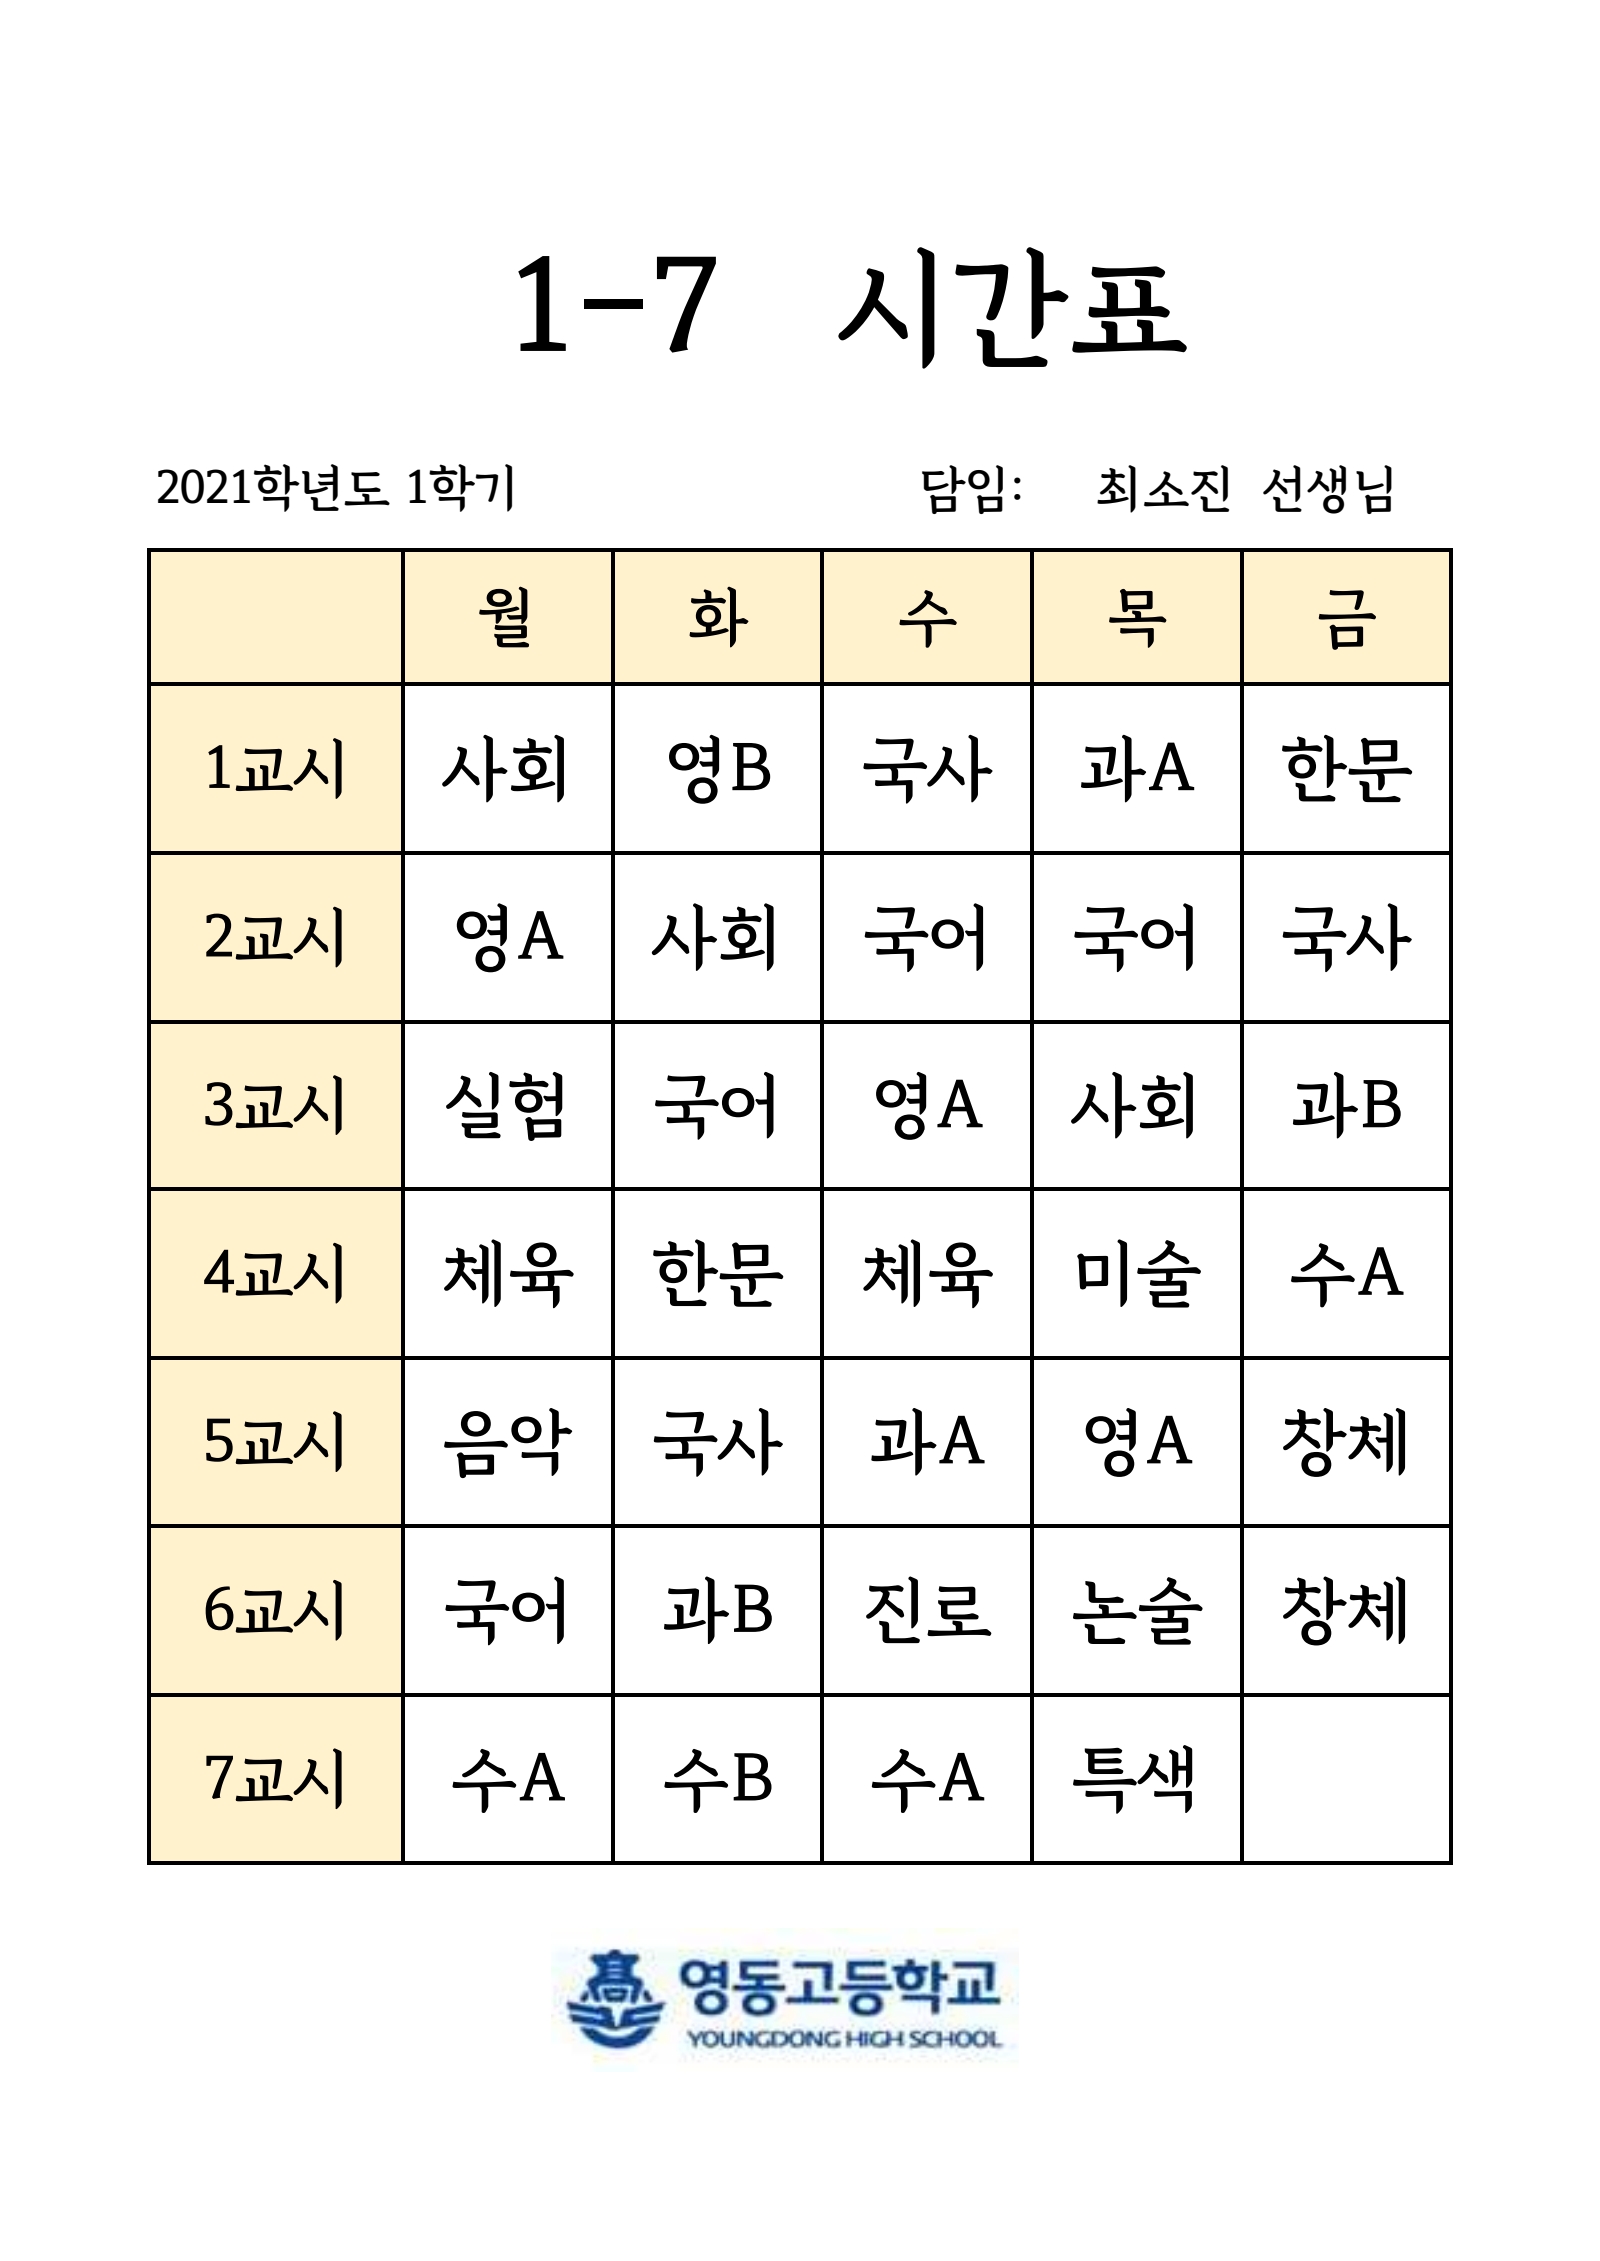 1-7 시간표
2021학년도 1학기 담임: 최소진 선생님
월 화 수 목 금
1교시 사회 영B 국사 과A 한문
2교시 영A 사회 국어 국어 국사
3교시 실험 국어 영A 사회 과B
4교시 체육 한문 체육 미술 수A
5교시 음악 국사 과A 영A 창체
6교시 국어 과B 진로 논술 창체
7교시 수A 수B 수A 특색
高 영동고등학교
YOUNGDONG HIGH SCHOOL